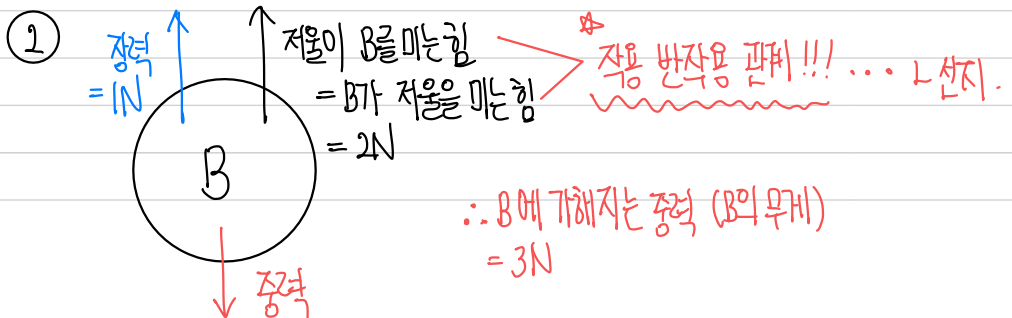 ②
장력
= 1N
저울이 B를 미는 힘
= B가 저울을 미는 힘
= 2N
☆
작용 반작용 관계!!! ··· ㄴ선지.
B
중력
∴ B에 가해지는 중력 (B의 무게)
= 3N